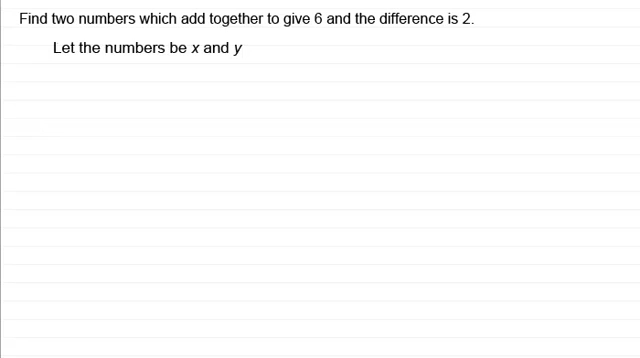 Find two numbers which add together to give 6 and the difference is 2.
Let the numbers be x and y